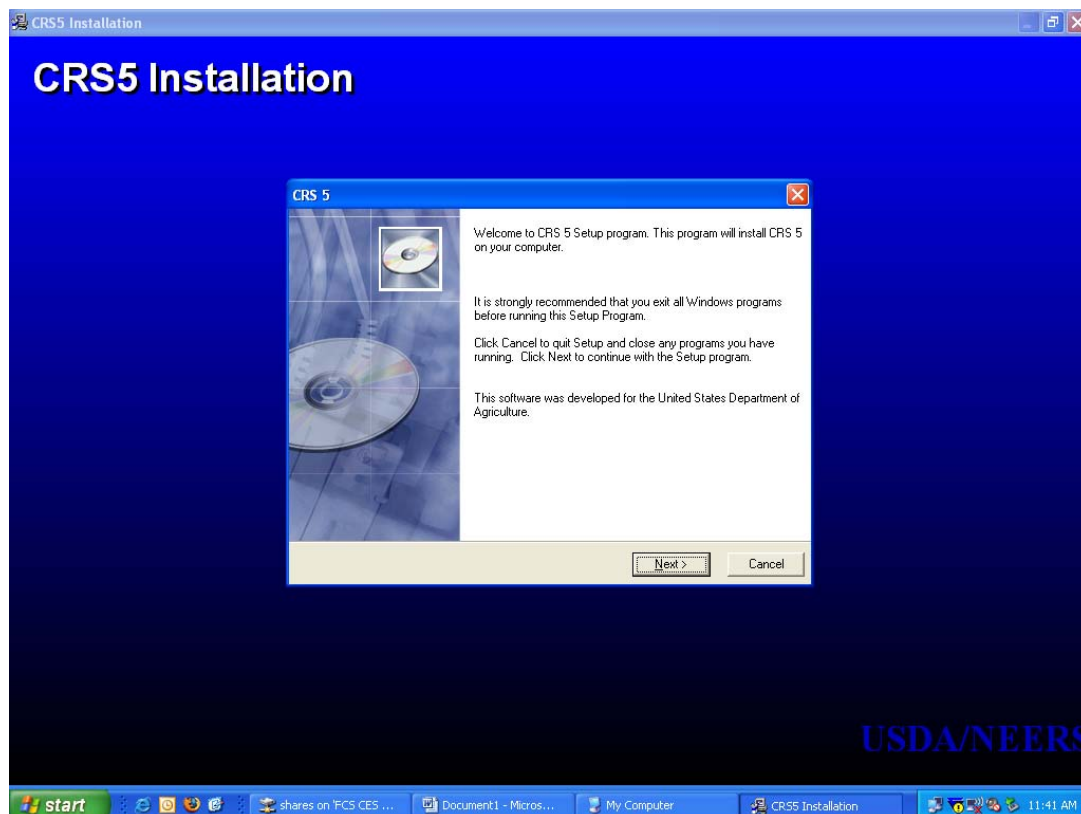 CRS5 Installation
CRS5 Installation
CRS 5
Welcome to CRS 5 Setup program. This program will install CRS 5
on your computer.
It is strongly recommended that you exit all Windows programs
before running this Setup Program.
Click Cancel to quit Setup and close any programs you have
running. Click Next to continue with the Setup program.
This software was developed for the United States Department of
Agriculture.
Next >
Cancel
USDA/NEERS
start
shares on 'FCS CES ...
Document1 - Micros...
My Computer
CRS5 Installation
11:41 AM